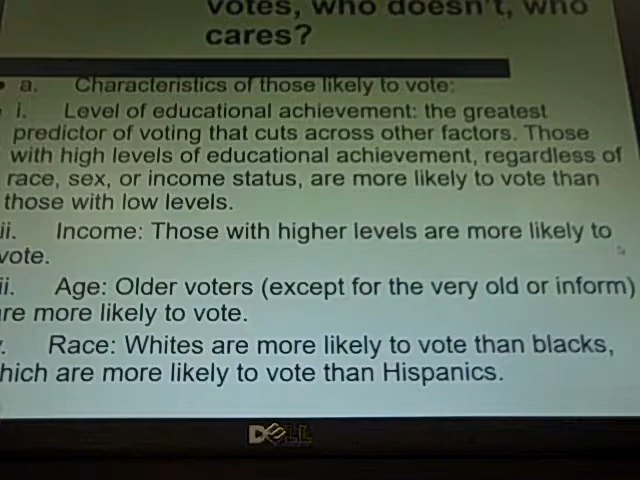 votes, who doesn't, who
cares?
a. Characteristics of those likely to vote:
i. Level of educational achievement: the greatest
predictor of voting that cuts across other factors. Those
with high levels of educational achievement, regardless of
race, sex, or income status, are more likely to vote than
those with low levels.
ii. Income: Those with higher levels are more likely to
vote.
ii. Age: Older voters (except for the very old or inform)
re more likely to vote.
. Race: Whites are more likely to vote than blacks,
hich are more likely to vote than Hispanics.
DELL